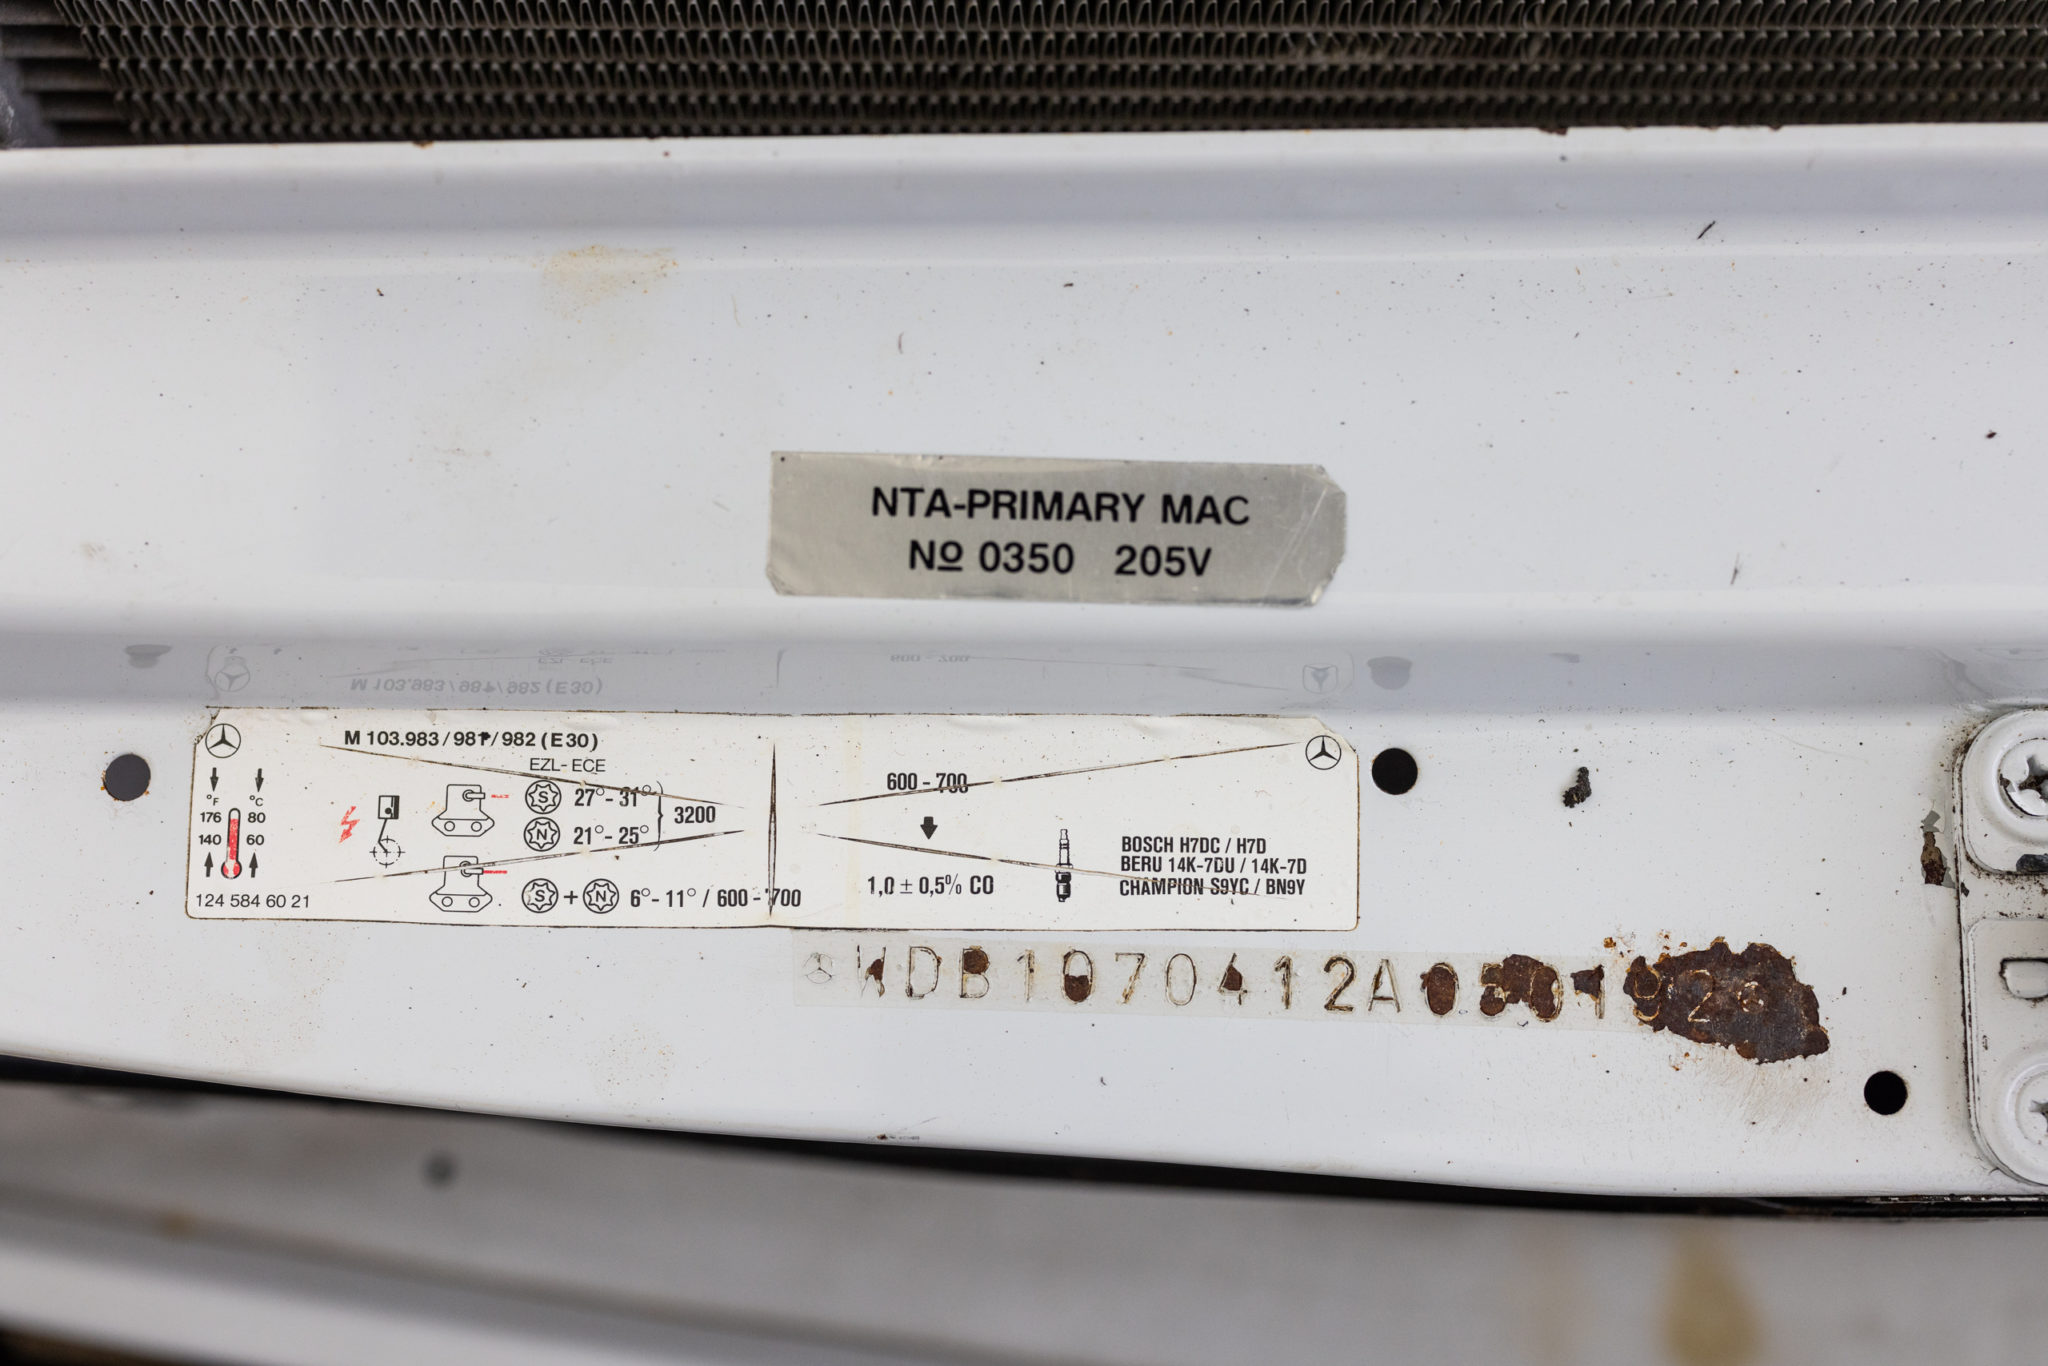 NTA-PRIMARY MAC
Nº 0350 205V
M 103.983/981/982 (E30)
EZL-ECE
°F °C
176 80
140 60
S 27°-31°
N 21°-25°
3200
S + N 6°-11°/600-700
124 584 60 21
600-700
1,0 ± 0,5% CO
BOSCH H7DC / H7D
BERU 14K-7DU / 14K-7D
CHAMPION S9YC / BN9Y